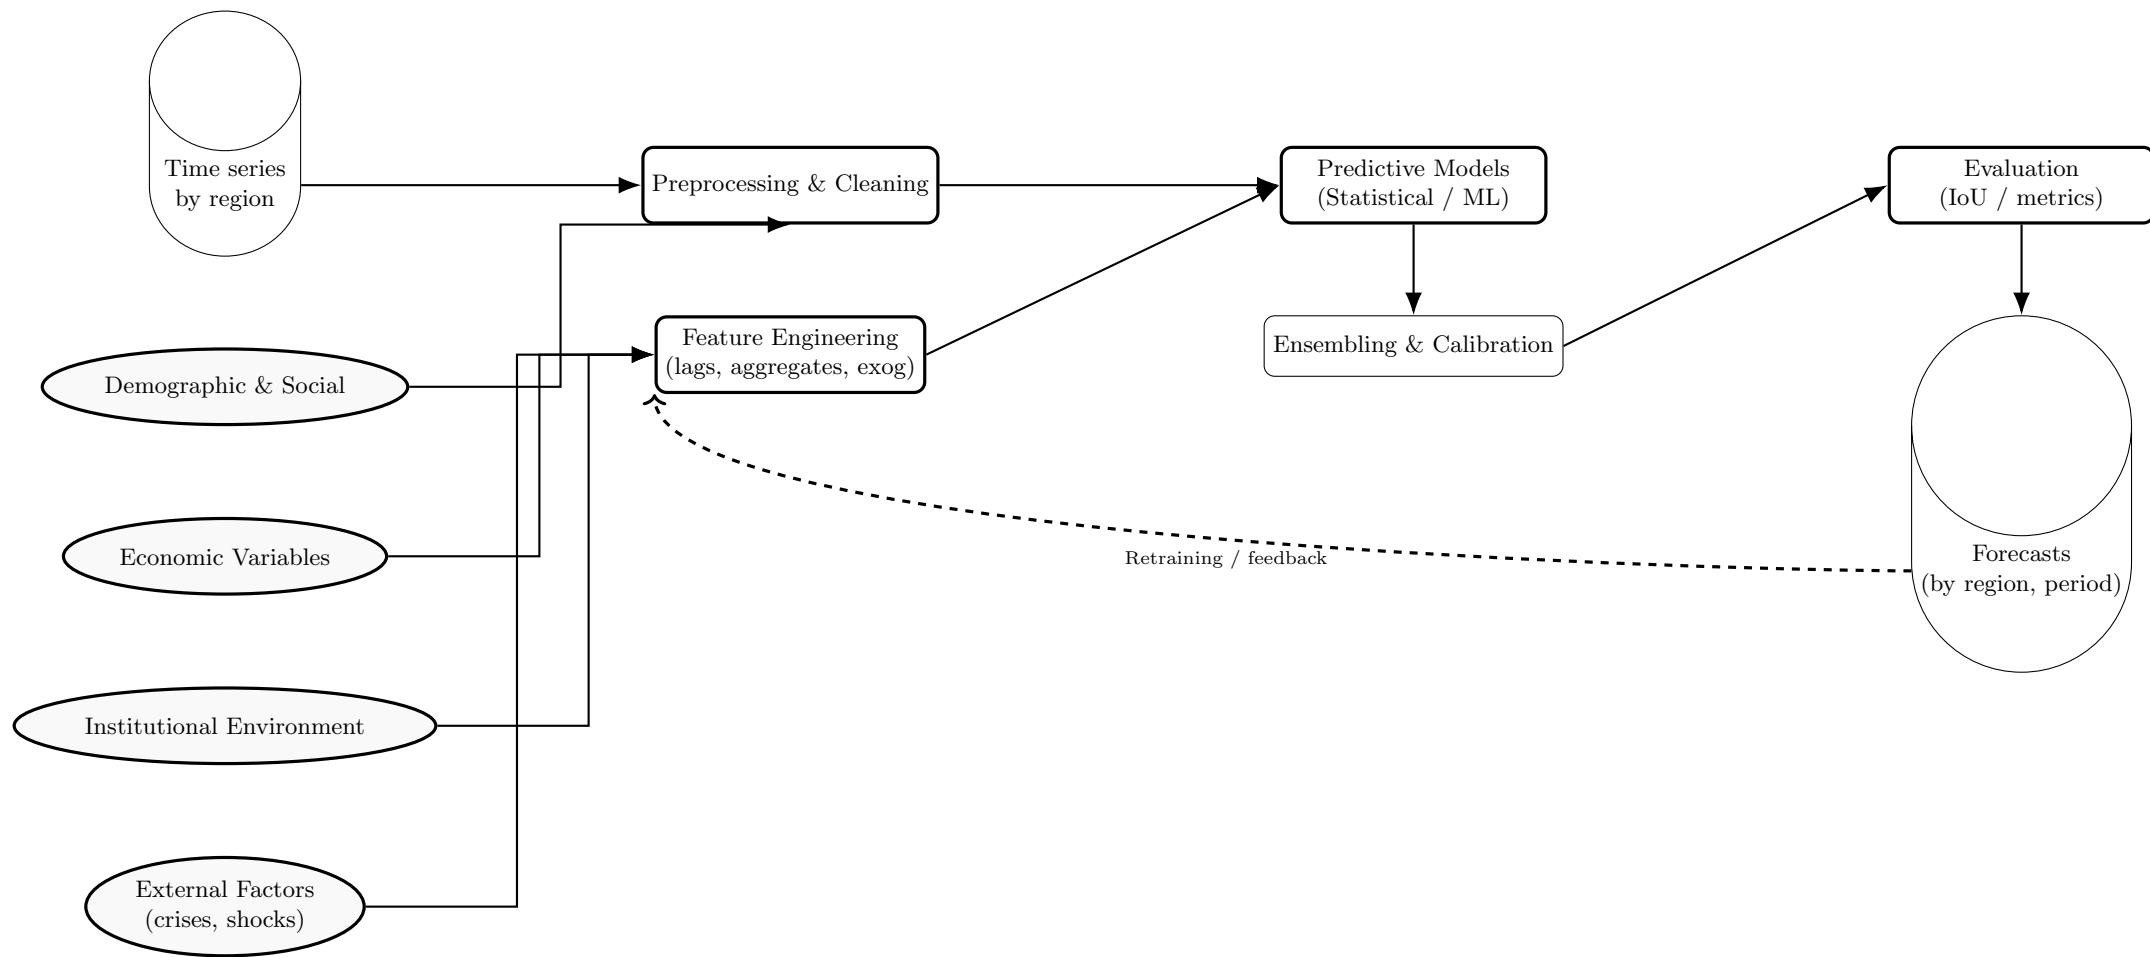 Time series
by region
Preprocessing & Cleaning
Predictive Models
(Statistical / ML)
Evaluation
(IoU / metrics)
Feature Engineering
(lags, aggregates, exog)
Ensembling & Calibration
Demographic & Social
Economic Variables
Retraining / feedback
Forecasts
(by region, period)
Institutional Environment
External Factors
(crises, shocks)